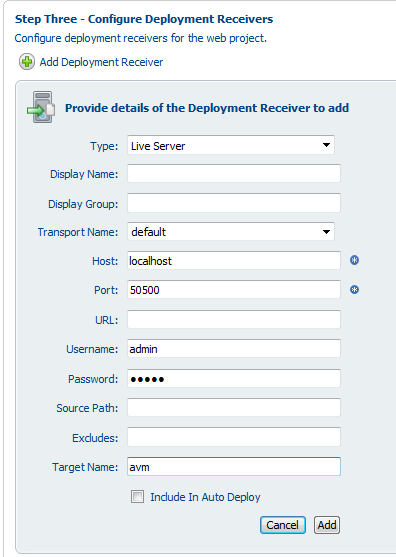 Step Three - Configure Deployment Receivers
Configure deployment receivers for the web project.
Add Deployment Receiver
Provide details of the Deployment Receiver to add
Type: Live Server
Display Name:
Display Group:
Transport Name: default
Host: localhost
Port: 50500
URL:
Username: admin
Password: •••••
Source Path:
Excludes:
Target Name: avm
Include In Auto Deploy
Cancel Add